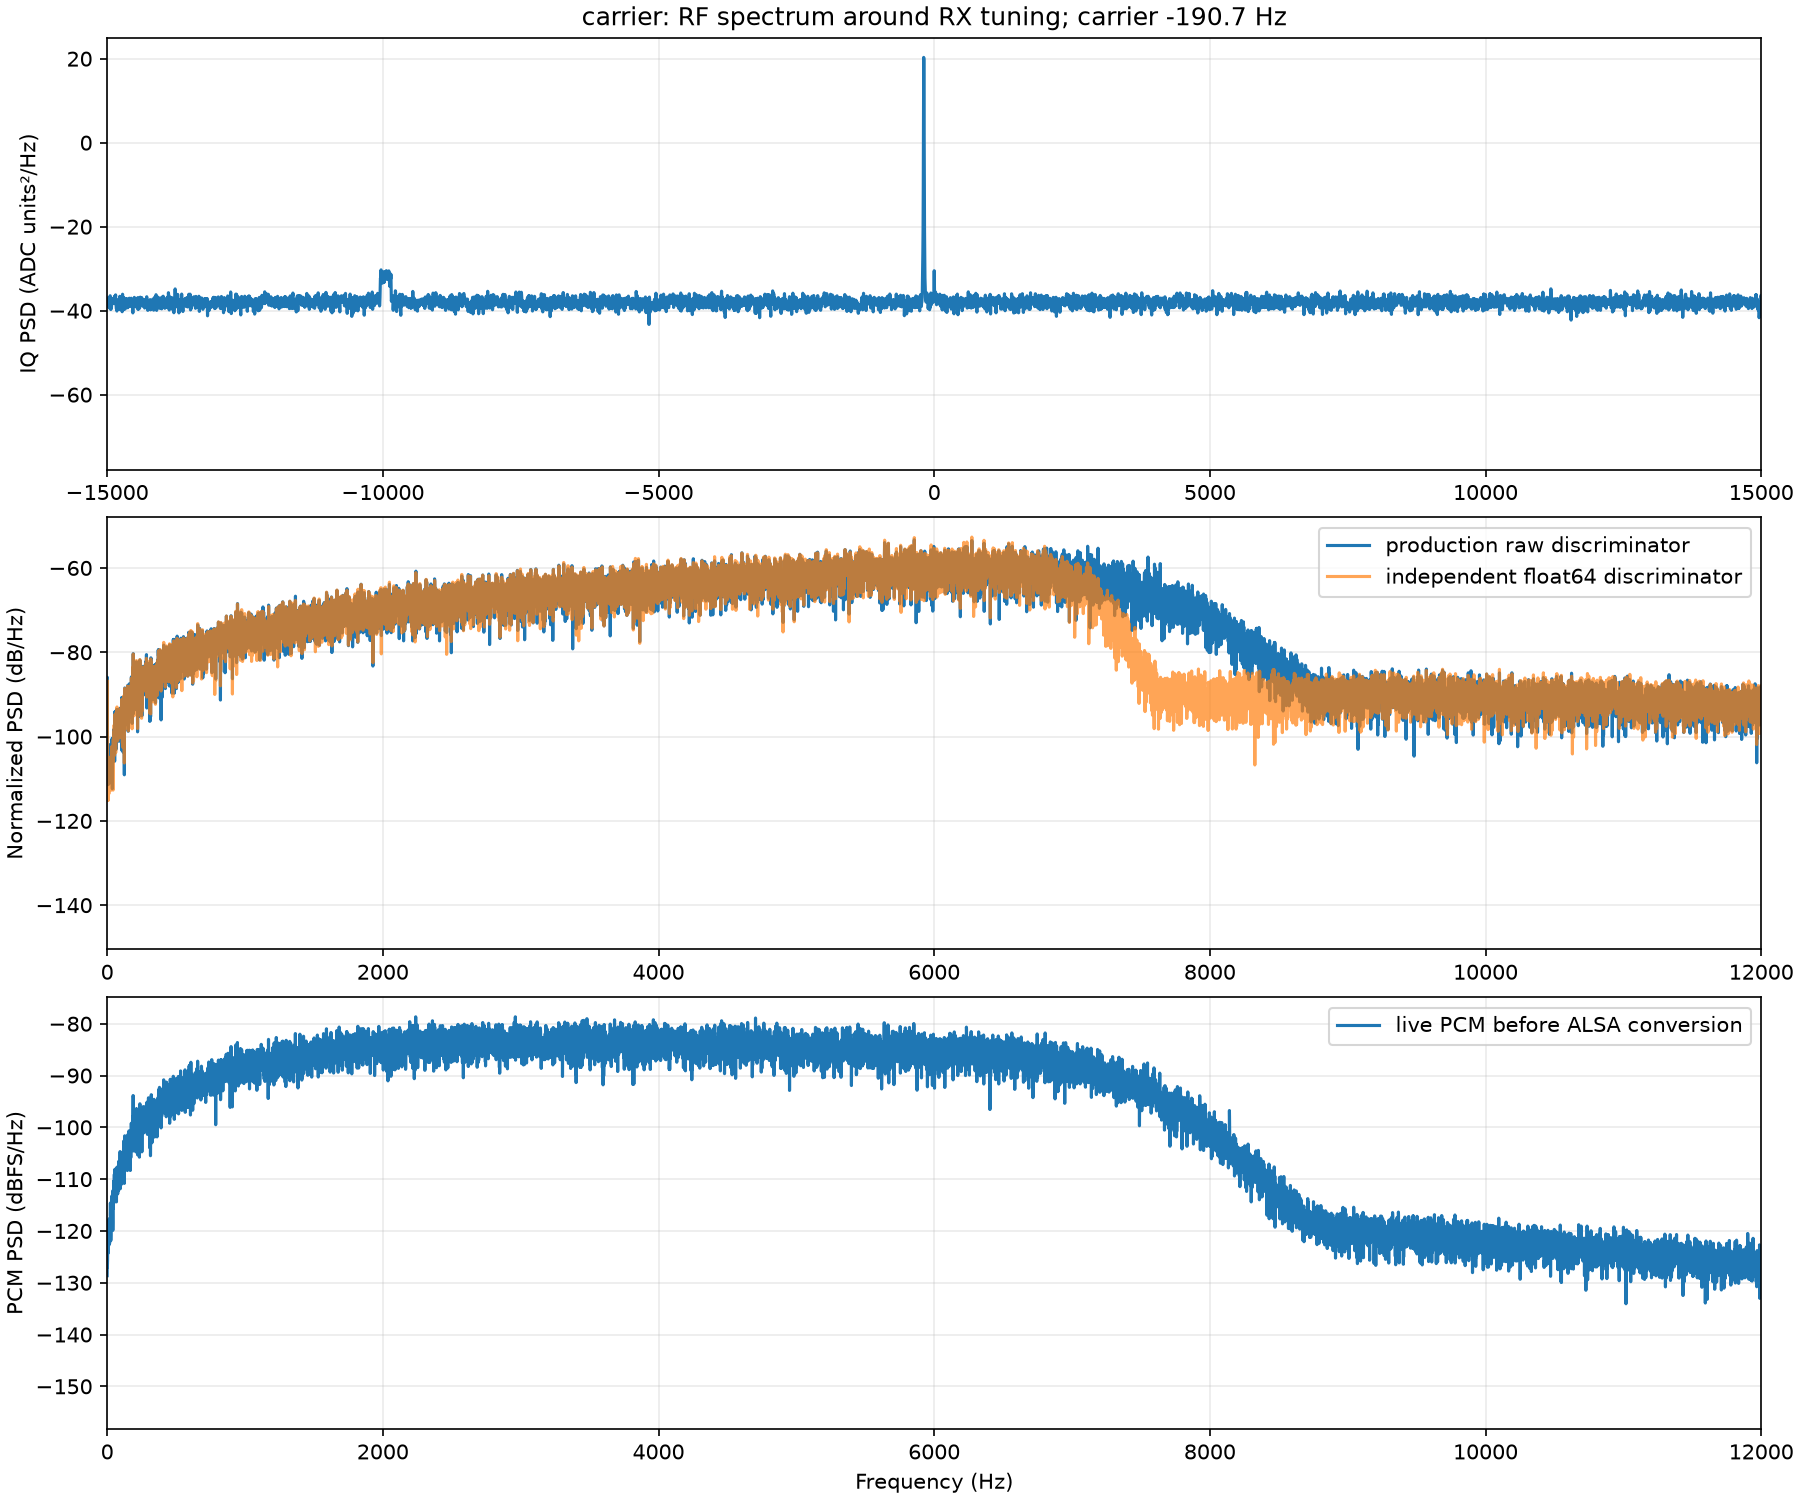 carrier: RF spectrum around RX tuning; carrier -190.7 Hz
IQ PSD (ADC units²/Hz)
20
0
−20
−40
−60
−15000 −10000 −5000 0 5000 10000 15000
production raw discriminator
independent float64 discriminator
Normalized PSD (dB/Hz)
−60
−80
−100
−120
−140
0 2000 4000 6000 8000 10000 12000
live PCM before ALSA conversion
PCM PSD (dBFS/Hz)
−80
−90
−100
−110
−120
−130
−140
−150
0 2000 4000 6000 8000 10000 12000
Frequency (Hz)